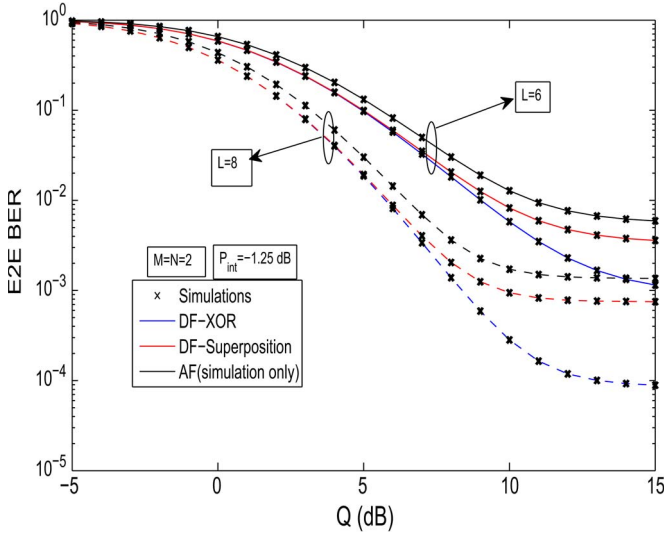 10^0
10^-1
10^-2
10^-3
10^-4
10^-5
E2E BER
L=6
L=8
M=N=2
P_int=−1.25 dB
Simulations
DF−XOR
DF−Superposition
AF(simulation only)
−5
0
5
10
15
Q (dB)